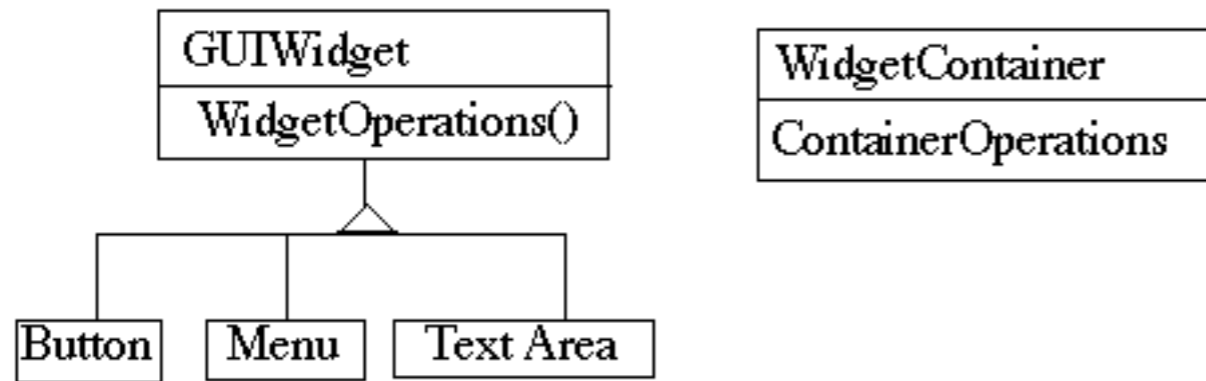 GUIWidget
WidgetOperations()
WidgetContainer
ContainerOperations
Button
Menu
Text Area